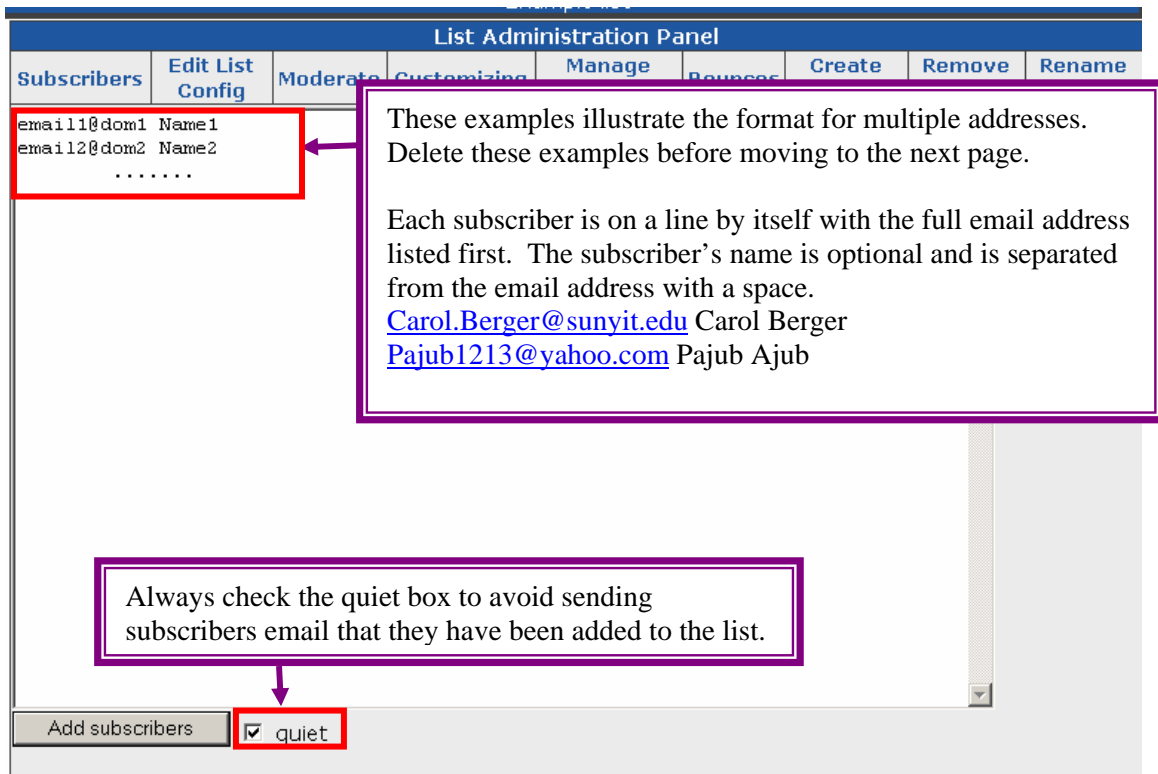 List Administration Panel
Subscribers Edit List Config Moderate Customizing Manage Bounces Create Remove Rename
email1@dom1 Name1
email2@dom2 Name2
.......
These examples illustrate the format for multiple addresses.
Delete these examples before moving to the next page.
Each subscriber is on a line by itself with the full email address
listed first. The subscriber's name is optional and is separated
from the email address with a space.
Carol.Berger@sunyit.edu Carol Berger
Pajub1213@yahoo.com Pajub Ajub
Always check the quiet box to avoid sending
subscribers email that they have been added to the list.
Add subscribers quiet